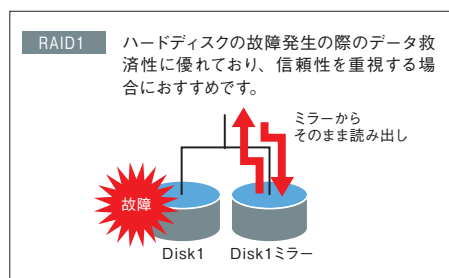 RAID1
ハードディスクの故障発生の際のデータ救
済性に優れており、信頼性を重視する場
合におすすめです。
ミラーから
そのまま読み出し
故障
Disk1
Disk1ミラー